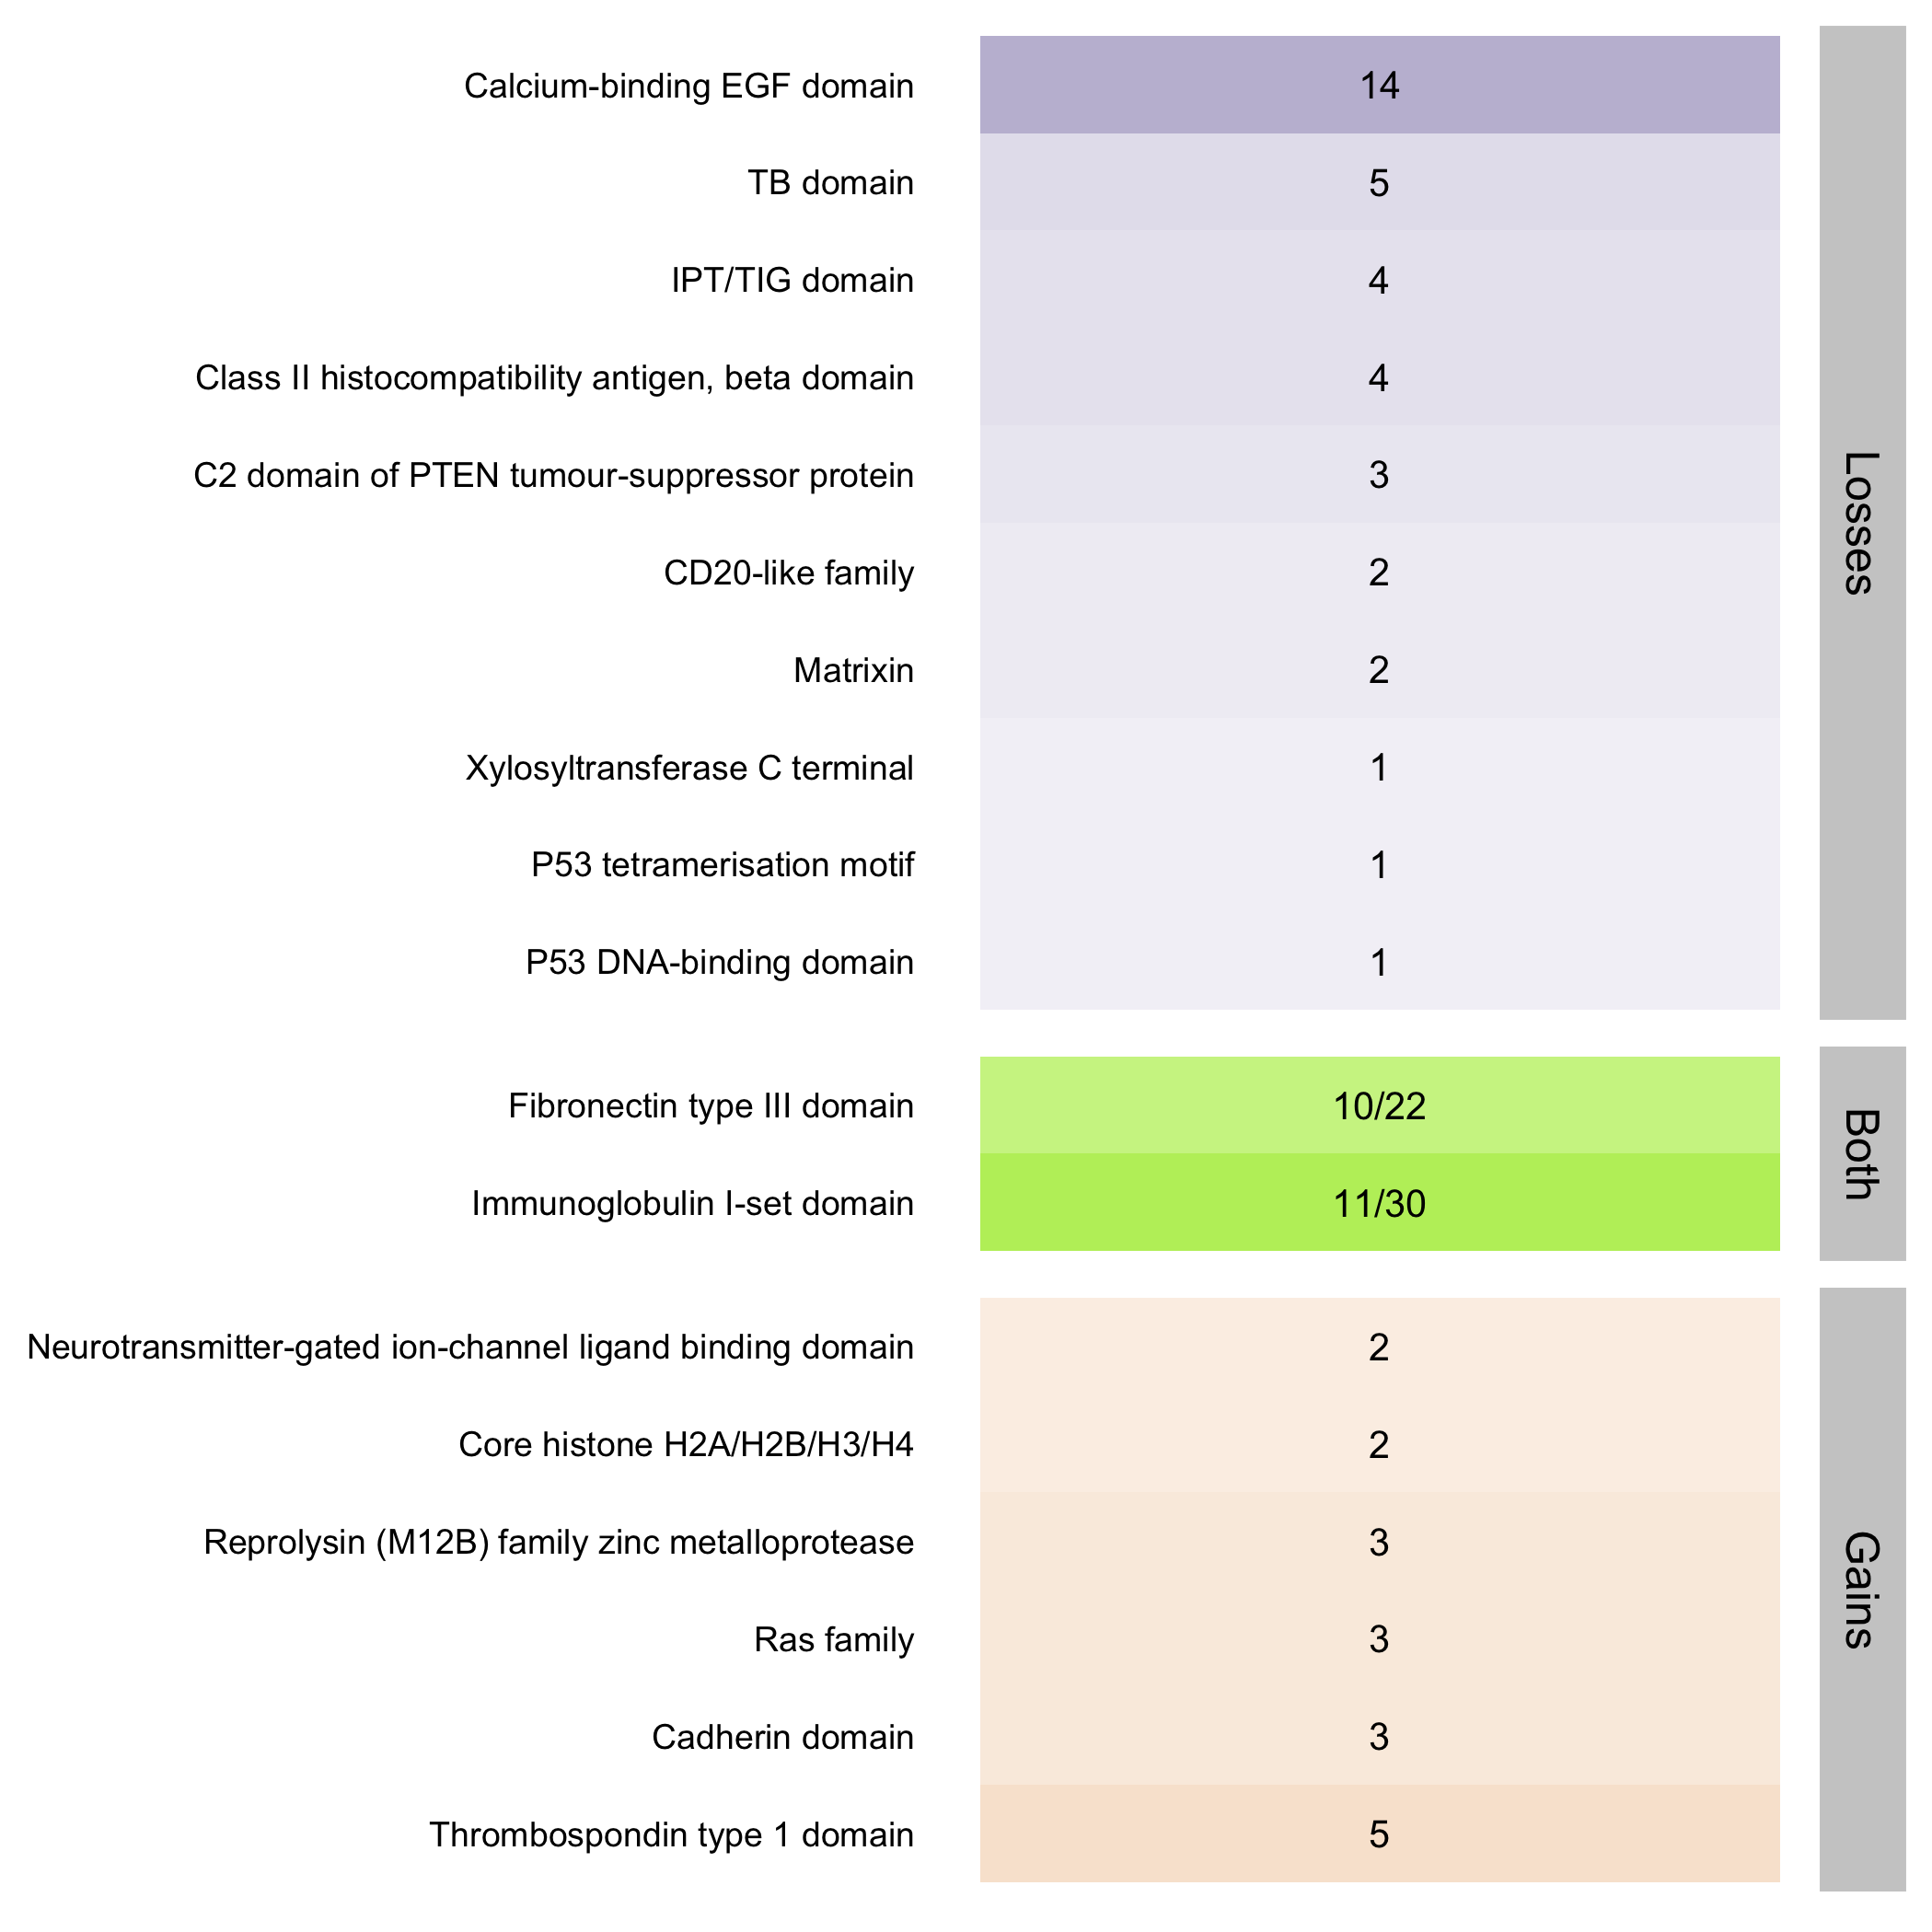 Calcium-binding EGF domain 14
TB domain 5
IPT/TIG domain 4
Class II histocompatibility antigen, beta domain 4
C2 domain of PTEN tumour-suppressor protein 3
CD20-like family 2
Matrixin 2
Xylosyltransferase C terminal 1
P53 tetramerisation motif 1
P53 DNA-binding domain 1
Losses
Fibronectin type III domain 10/22
Immunoglobulin I-set domain 11/30
Both
Neurotransmitter-gated ion-channel ligand binding domain 2
Core histone H2A/H2B/H3/H4 2
Reprolysin (M12B) family zinc metalloprotease 3
Ras family 3
Cadherin domain 3
Thrombospondin type 1 domain 5
Gains